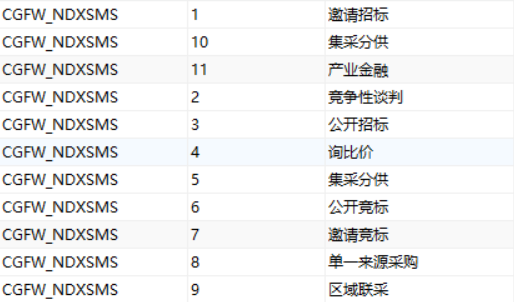 CGFW_NDXSMS 1 邀请招标
CGFW_NDXSMS 10 集采分供
CGFW_NDXSMS 11 产业金融
CGFW_NDXSMS 2 竞争性谈判
CGFW_NDXSMS 3 公开招标
CGFW_NDXSMS 4 询比价
CGFW_NDXSMS 5 集采分供
CGFW_NDXSMS 6 公开竞标
CGFW_NDXSMS 7 邀请竞标
CGFW_NDXSMS 8 单一来源采购
CGFW_NDXSMS 9 区域联采